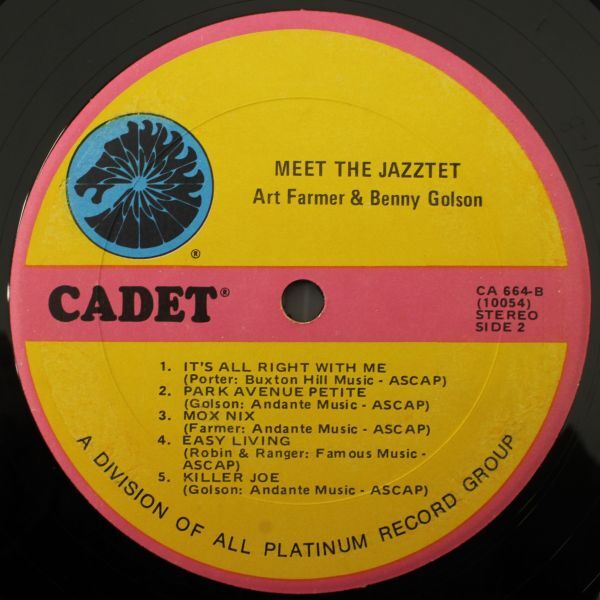 MEET THE JAZZTET
Art Farmer & Benny Golson
®
CADET®
CA 664-B
(10054)
STEREO
SIDE 2
1. IT'S ALL RIGHT WITH ME
(Porter: Buxton Hill Music - ASCAP)
2. PARK AVENUE PETITE
(Golson: Andante Music - ASCAP)
3. MOX NIX
(Farmer: Andante Music - ASCAP)
4. EASY LIVING
(Robin & Ranger: Famous Music -
ASCAP)
5. KILLER JOE
(Golson: Andante Music - ASCAP)
A DIVISION OF ALL PLATINUM RECORD GROUP